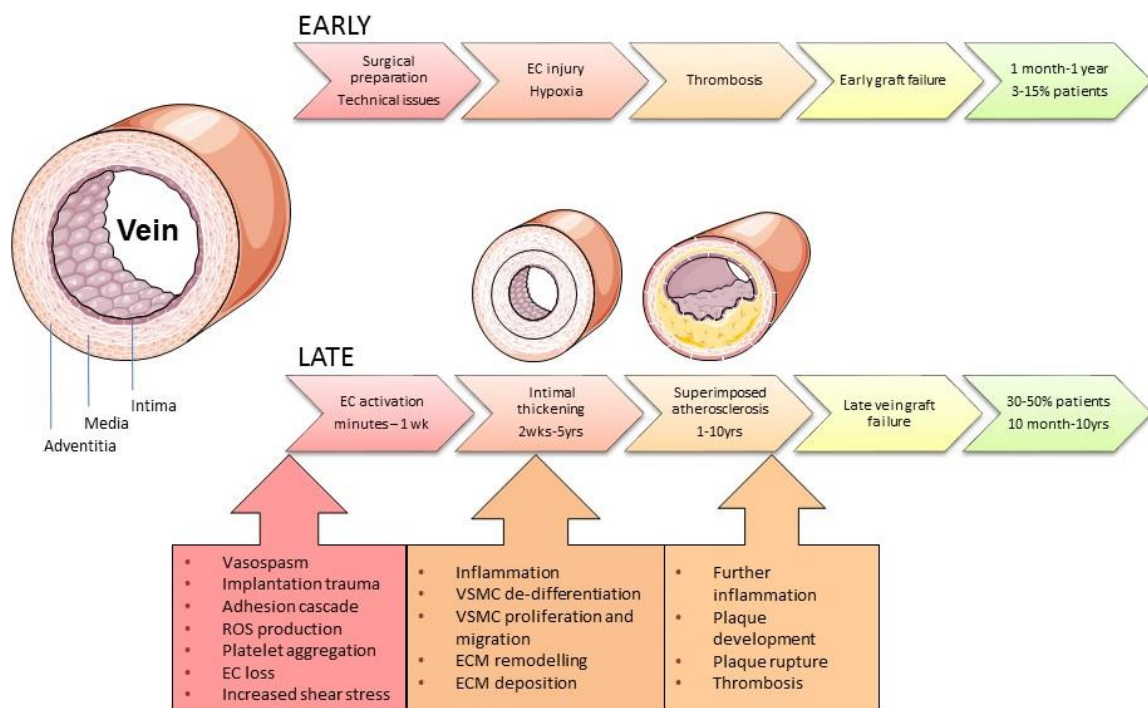 EARLY
Surgical
preparation
Technical issues
EC injury
Hypoxia
Thrombosis
Early graft failure
1 month-1 year
3-15% patients
Vein
Intima
Media
Adventitia
LATE
EC activation
minutes – 1 wk
Intimal
thickening
2wks-5yrs
Superimposed
atherosclerosis
1-10yrs
Late vein graft
failure
30-50% patients
10 month-10yrs
• Vasospasm
• Implantation trauma
• Adhesion cascade
• ROS production
• Platelet aggregation
• EC loss
• Increased shear stress
• Inflammation
• VSMC de-differentiation
• VSMC proliferation and
migration
• ECM remodelling
• ECM deposition
• Further
inflammation
• Plaque
development
• Plaque rupture
• Thrombosis